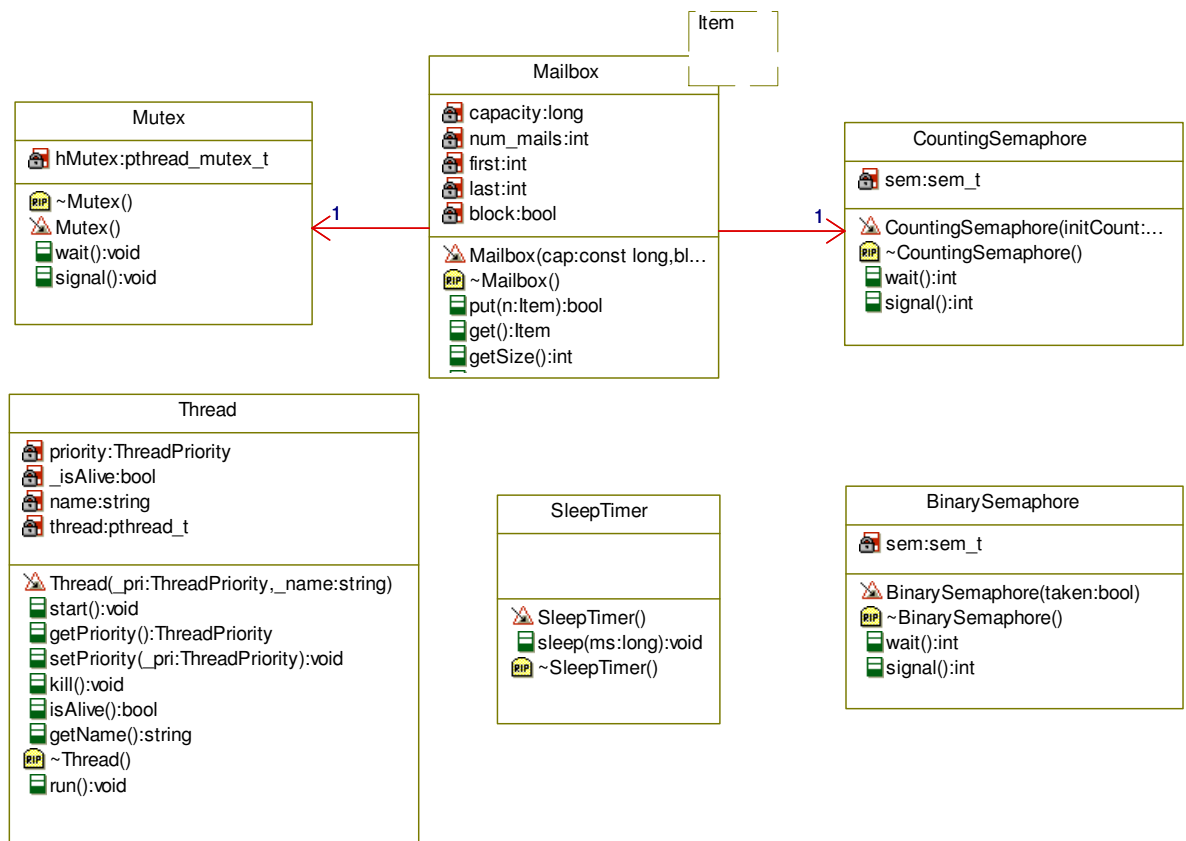 Item
Mailbox
capacity:long
num_mails:int
first:int
last:int
block:bool
Mailbox(cap:const long,bl...
~Mailbox()
put(n:Item):bool
get():Item
getSize():int
Mutex
hMutex:pthread_mutex_t
RIP ~Mutex()
Mutex()
wait():void
signal():void
1
1
CountingSemaphore
sem:sem_t
CountingSemaphore(initCount:...
RIP ~CountingSemaphore()
wait():int
signal():int
Thread
priority:ThreadPriority
_isAlive:bool
name:string
thread:pthread_t
Thread(_pri:ThreadPriority,_name:string)
start():void
getPriority():ThreadPriority
setPriority(_pri:ThreadPriority):void
kill():void
isAlive():bool
getName():string
RIP ~Thread()
run():void
SleepTimer
SleepTimer()
sleep(ms:long):void
RIP ~SleepTimer()
BinarySemaphore
sem:sem_t
BinarySemaphore(taken:bool)
RIP ~BinarySemaphore()
wait():int
signal():int